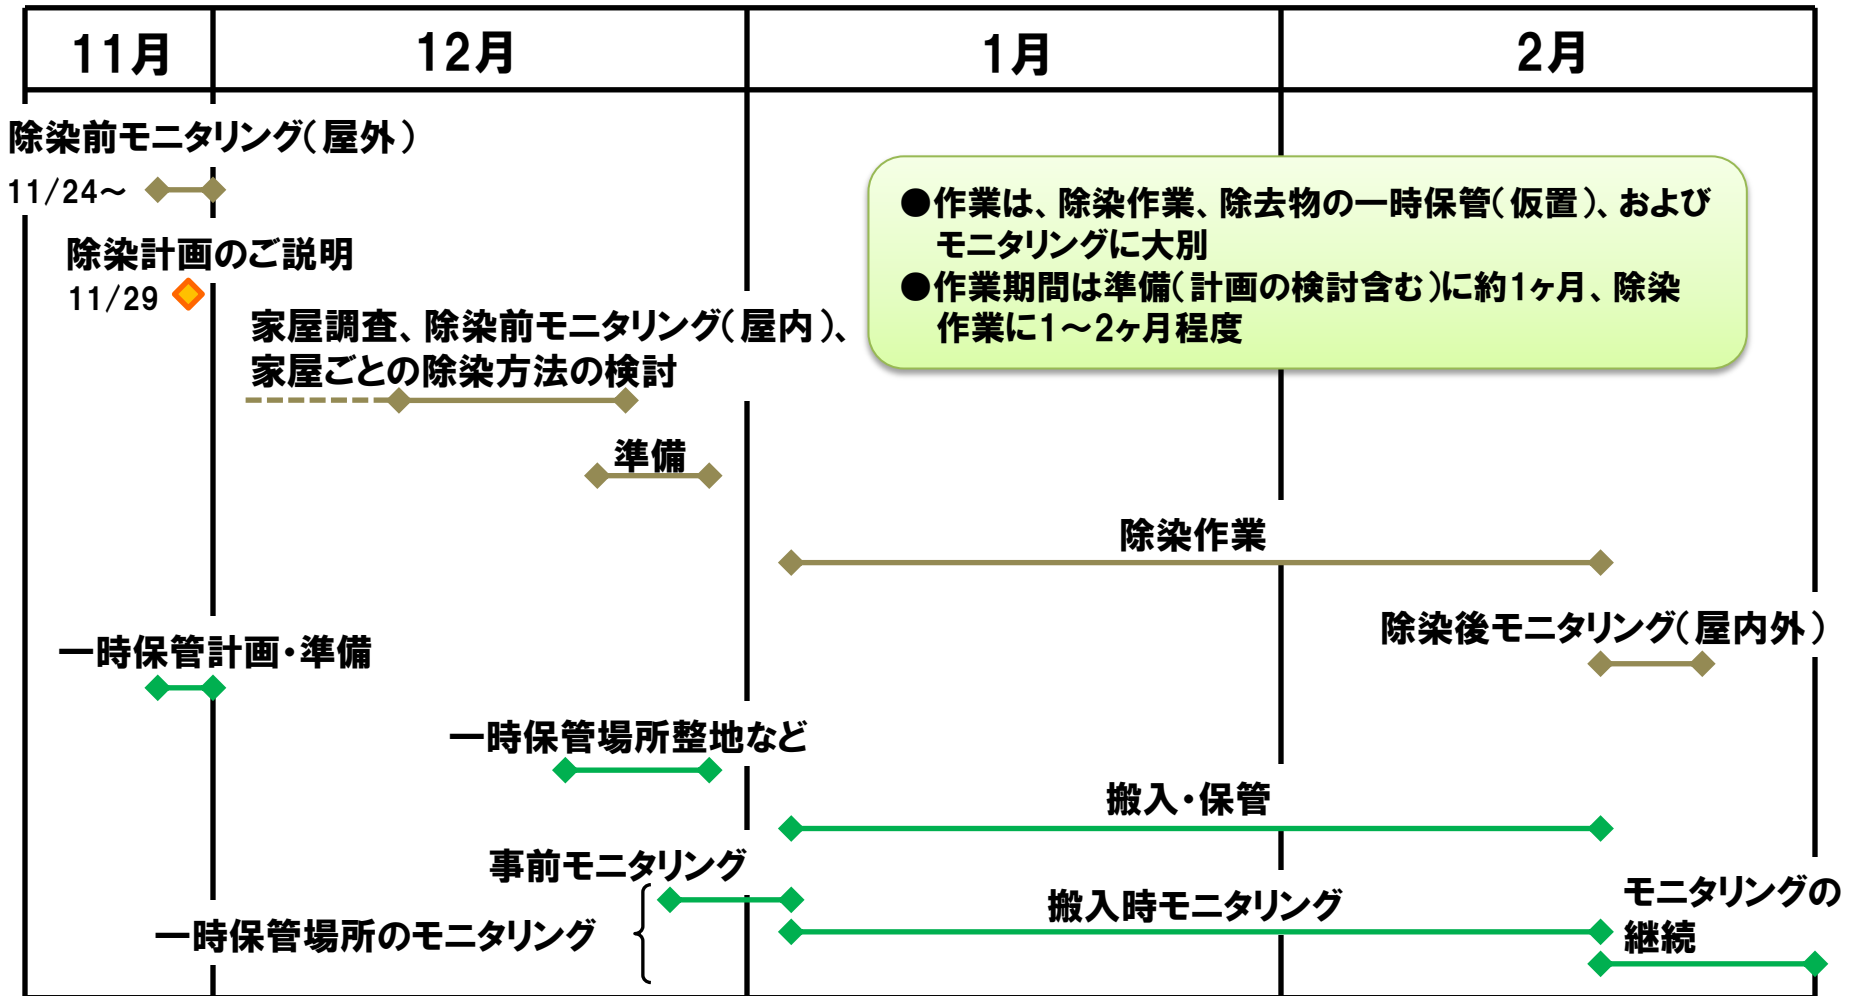 11月
12月
1月
2月
除染前モニタリング(屋外)
11/24～
除染計画のご説明
11/29
●作業は、除染作業、除去物の一時保管(仮置)、および
モニタリングに大別
●作業期間は準備(計画の検討含む)に約1ヶ月、除染
作業に1～2ヶ月程度
家屋調査、除染前モニタリング(屋内)、
家屋ごとの除染方法の検討
準備
除染作業
除染後モニタリング(屋内外)
一時保管計画・準備
一時保管場所整地など
搬入・保管
事前モニタリング
一時保管場所のモニタリング
搬入時モニタリング
モニタリングの
継続